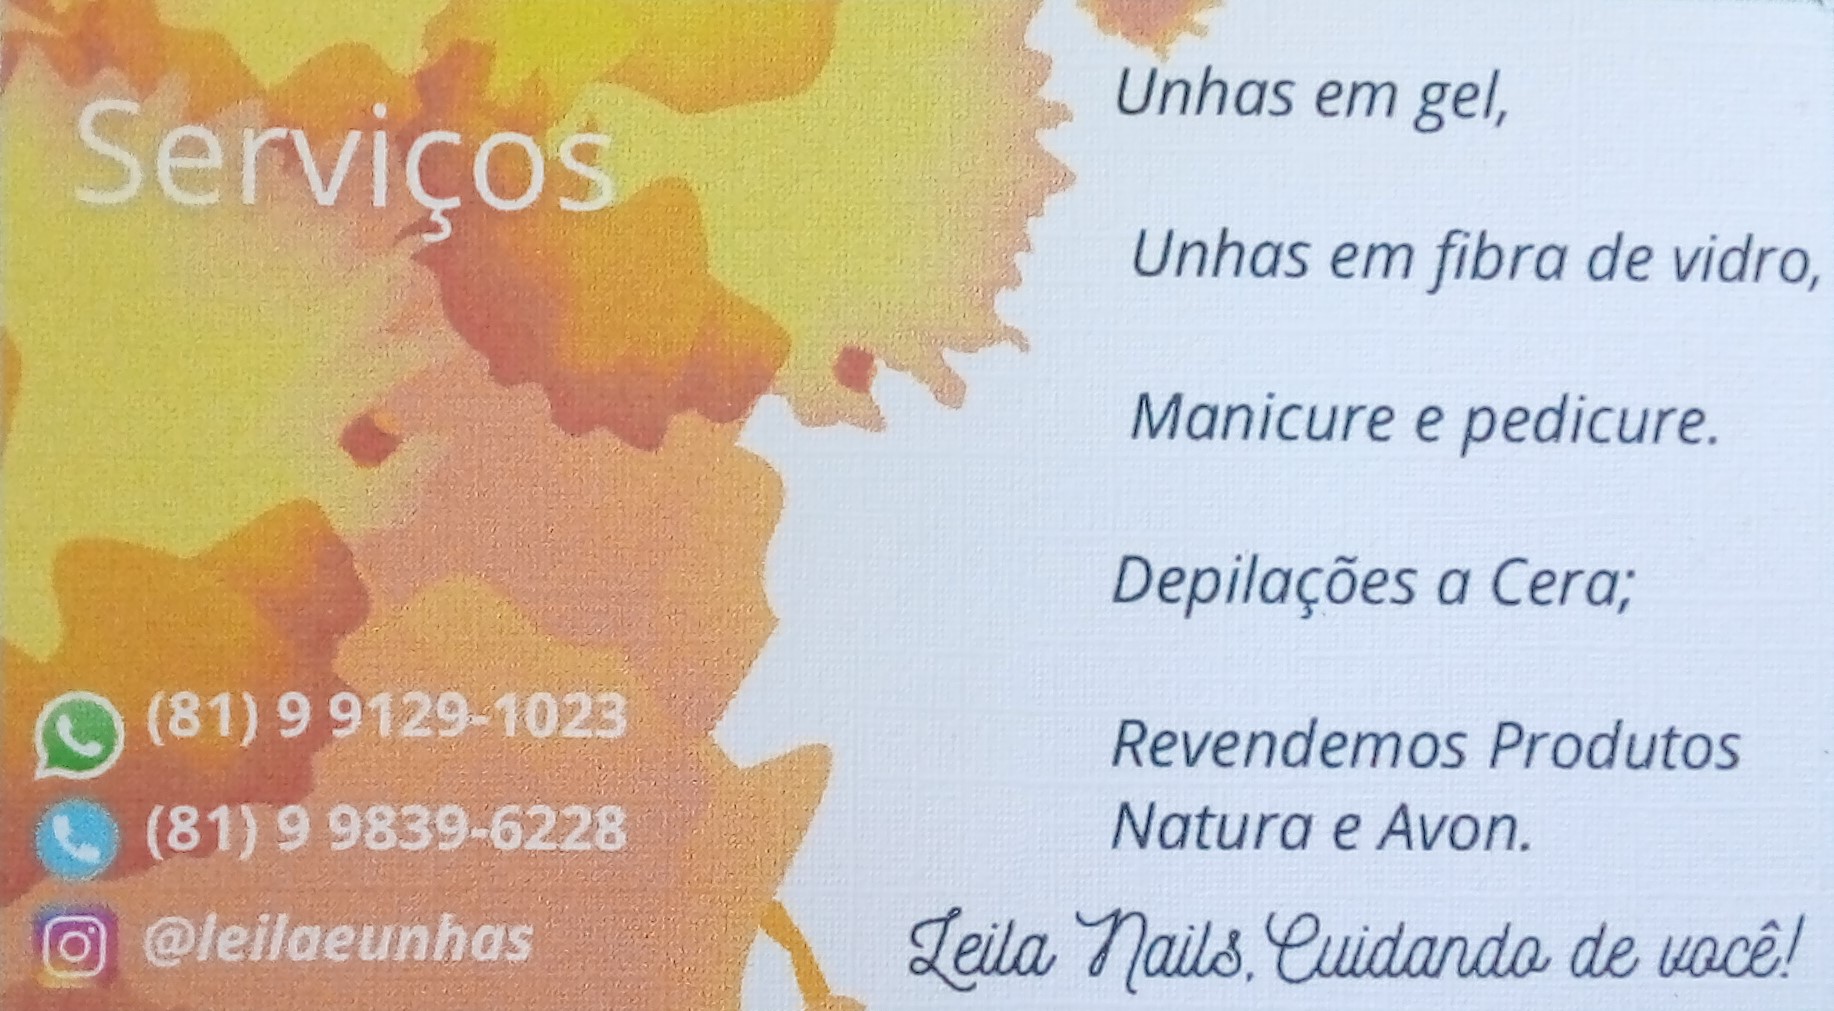 Serviços
(81) 9 9129-1023
(81) 9 9839-6228
@leilaeunhas
Unhas em gel,
Unhas em fibra de vidro,
Manicure e pedicure.
Depilações a Cera;
Revendemos Produtos
Natura e Avon.
Leila Nails, Cuidando de você!